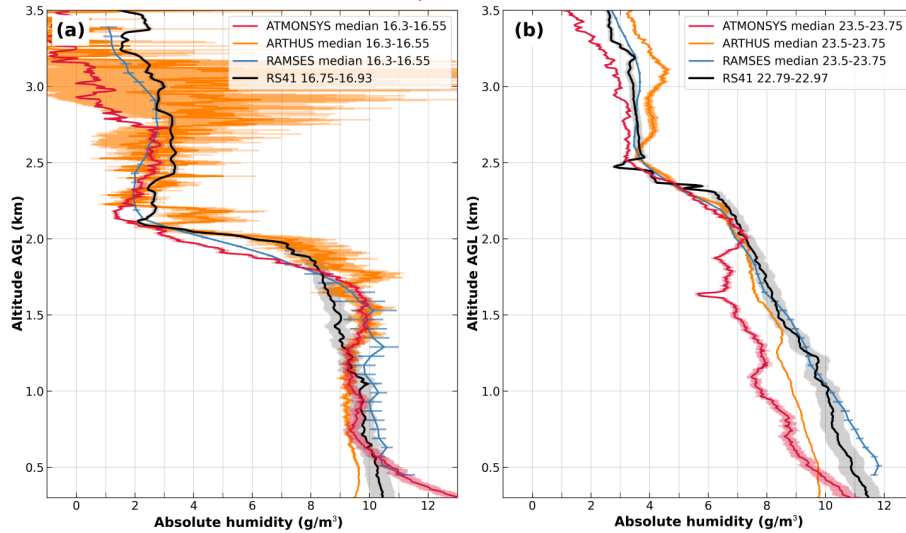 (a)
ATMONSYS median 16.3-16.55
ARTHUS median 16.3-16.55
RAMSES median 16.3-16.55
RS41 16.75-16.93
3.5
3.0
2.5
2.0
1.5
1.0
0.5
Altitude AGL (km)
0 2 4 6 8 10 12
Absolute humidity (g/m³)
(b)
ATMONSYS median 23.5-23.75
ARTHUS median 23.5-23.75
RAMSES median 23.5-23.75
RS41 22.79-22.97
3.5
3.0
2.5
2.0
1.5
1.0
0.5
Altitude AGL (km)
0 2 4 6 8 10 12
Absolute humidity (g/m³)